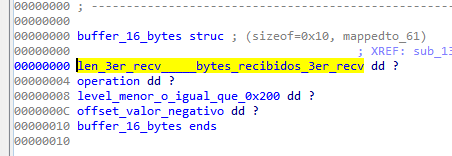 00000000 ; ---------------------------------------------------------------
00000000
00000000 buffer_16_bytes struc ; (sizeof=0x10, mappedto_61)
00000000 ; XREF: sub_13
00000000 len_3er_recv_____bytes_recibidos_3er_recv dd ?
00000004 operation dd ?
00000008 level_menor_o_igual_que_0x200 dd ?
0000000C offset_valor_negativo dd ?
00000010 buffer_16_bytes ends
00000010